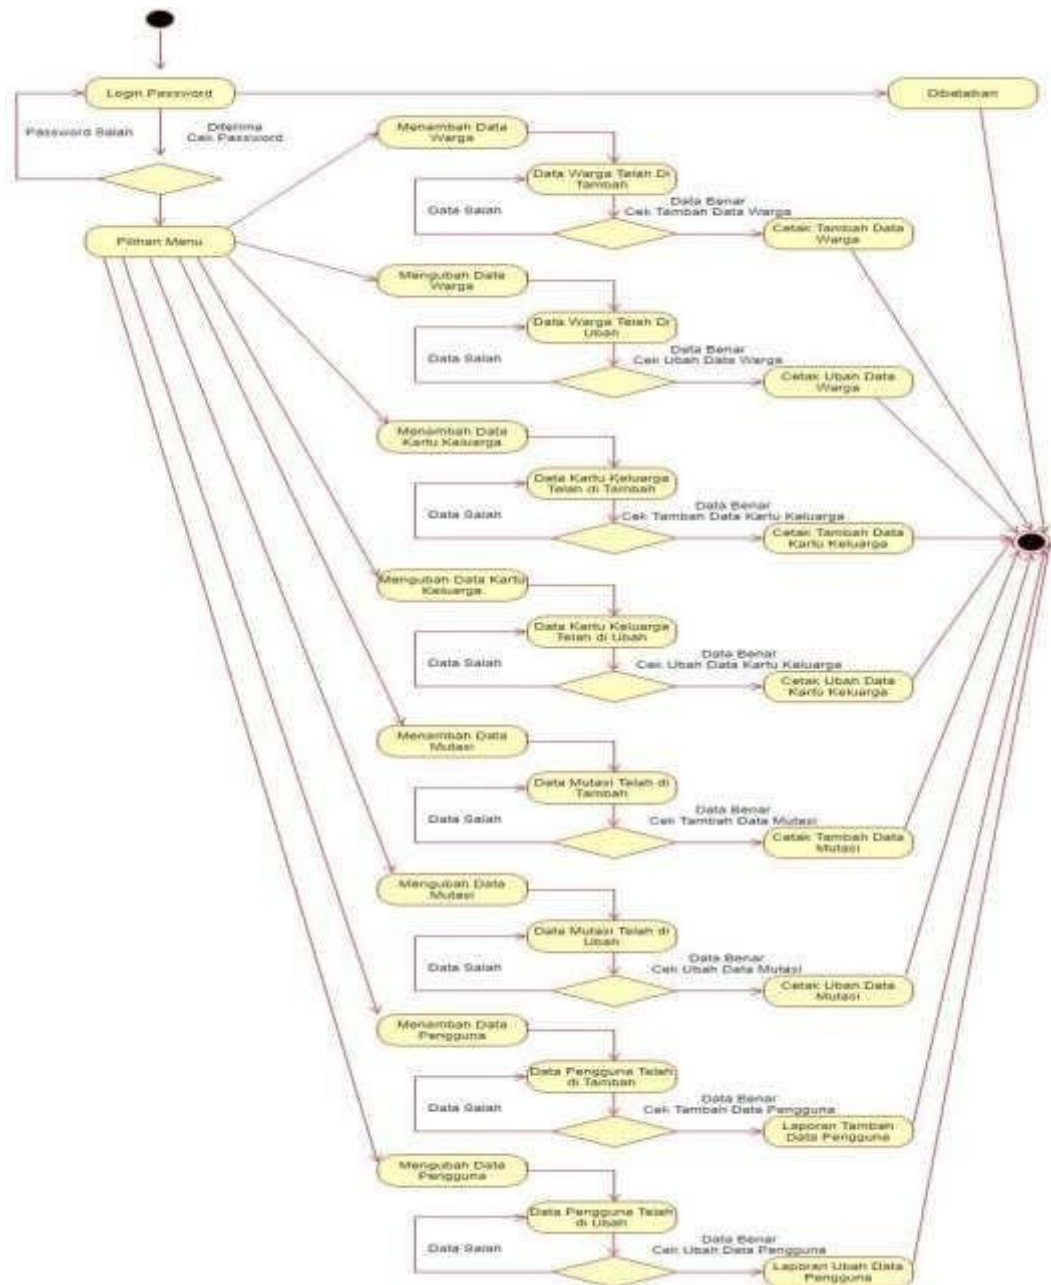 Login Password
Dibatalkan
Password Salah
Diterima
Cek Password
Menambah Data
Warga
Data Warga Telah Di
Tambah
Data Salah
Data Benar
Cek Tambah Data Warga
Cetak Tambah Data
Warga
Pilihan Menu
Mengubah Data
Warga
Data Warga Telah Di
Ubah
Data Salah
Data Benar
Cek Ubah Data Warga
Cetak Ubah Data
Warga
Menambah Data
Kartu Keluarga
Data Kartu Keluarga
Telah di Tambah
Data Salah
Data Benar
Cek Tambah Data Kartu Keluarga
Cetak Tambah Data
Kartu Keluarga
Mengubah Data Kartu
Keluarga
Data Kartu Keluarga
Telah di Ubah
Data Salah
Data Benar
Cek Ubah Data Kartu Keluarga
Cetak Ubah Data
Kartu Keluarga
Menambah Data
Mutasi
Data Mutasi Telah di
Tambah
Data Salah
Data Benar
Cek Tambah Data Mutasi
Cetak Tambah Data
Mutasi
Mengubah Data
Mutasi
Data Mutasi Telah di
Ubah
Data Salah
Data Benar
Cek Ubah Data Mutasi
Cetak Ubah Data
Mutasi
Menambah Data
Pengguna
Data Pengguna Telah
di Tambah
Data Salah
Data Benar
Cek Tambah Data Pengguna
Laporan Tambah
Data Pengguna
Mengubah Data
Pengguna
Data Pengguna Telah
di Ubah
Data Salah
Data Benar
Cek Ubah Data Pengguna
Laporan Ubah Data
Pengguna